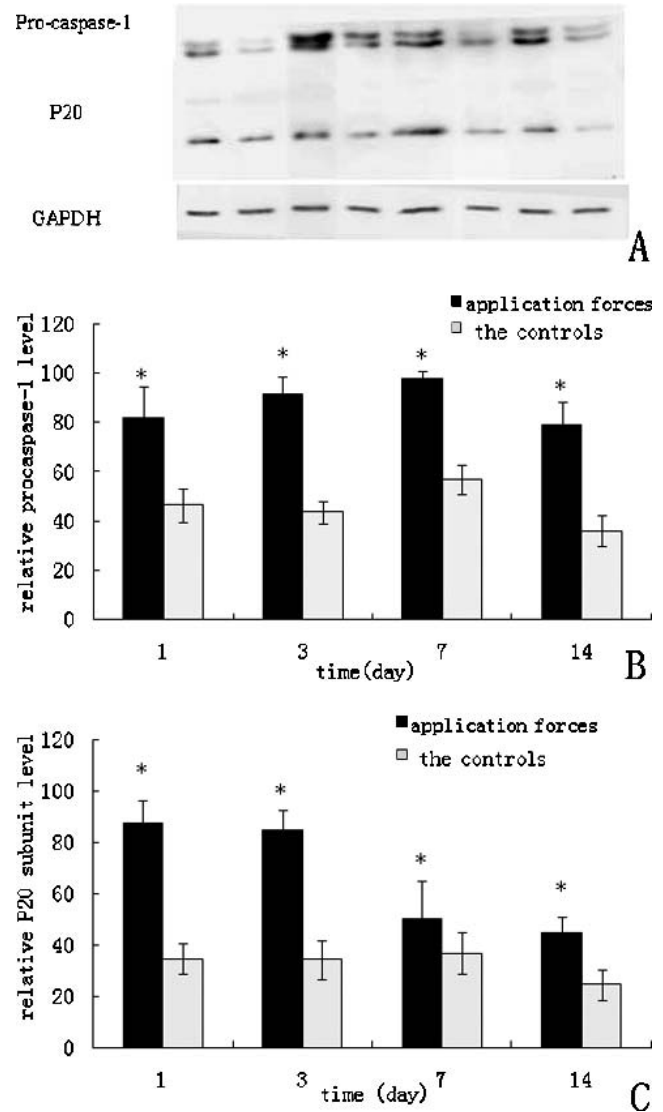 Pro-caspase-1
P20
GAPDH
A
■application forces
□ the controls
relative procaspase-1 level
120
100
80
60
40
20
0
* * * *
1 3 7 14
time(day)
B
■application forces
□ the controls
relative P20 subunit level
120
100
80
60
40
20
0
* * * *
1 3 7 14
time (day)
C